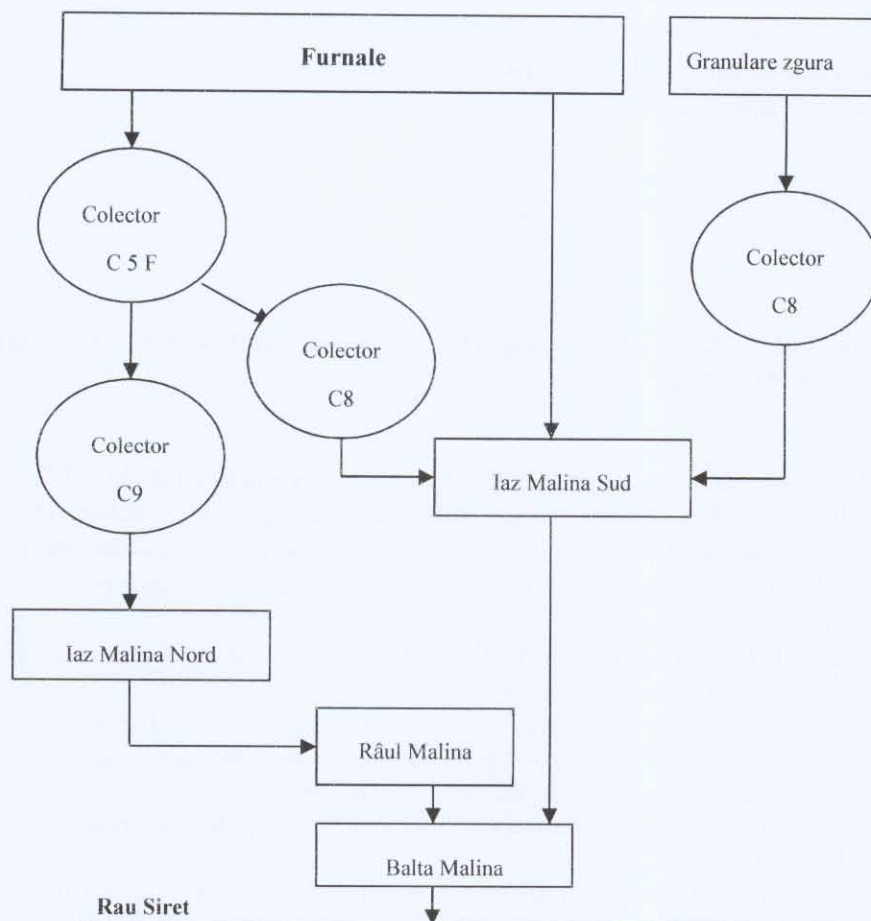 Furnale
Granulare zgura
Colector
C 5 F
Colector
C8
Colector
C8
Colector
C9
Iaz Malina Sud
Iaz Malina Nord
Râul Malina
Balta Malina
Rau Siret